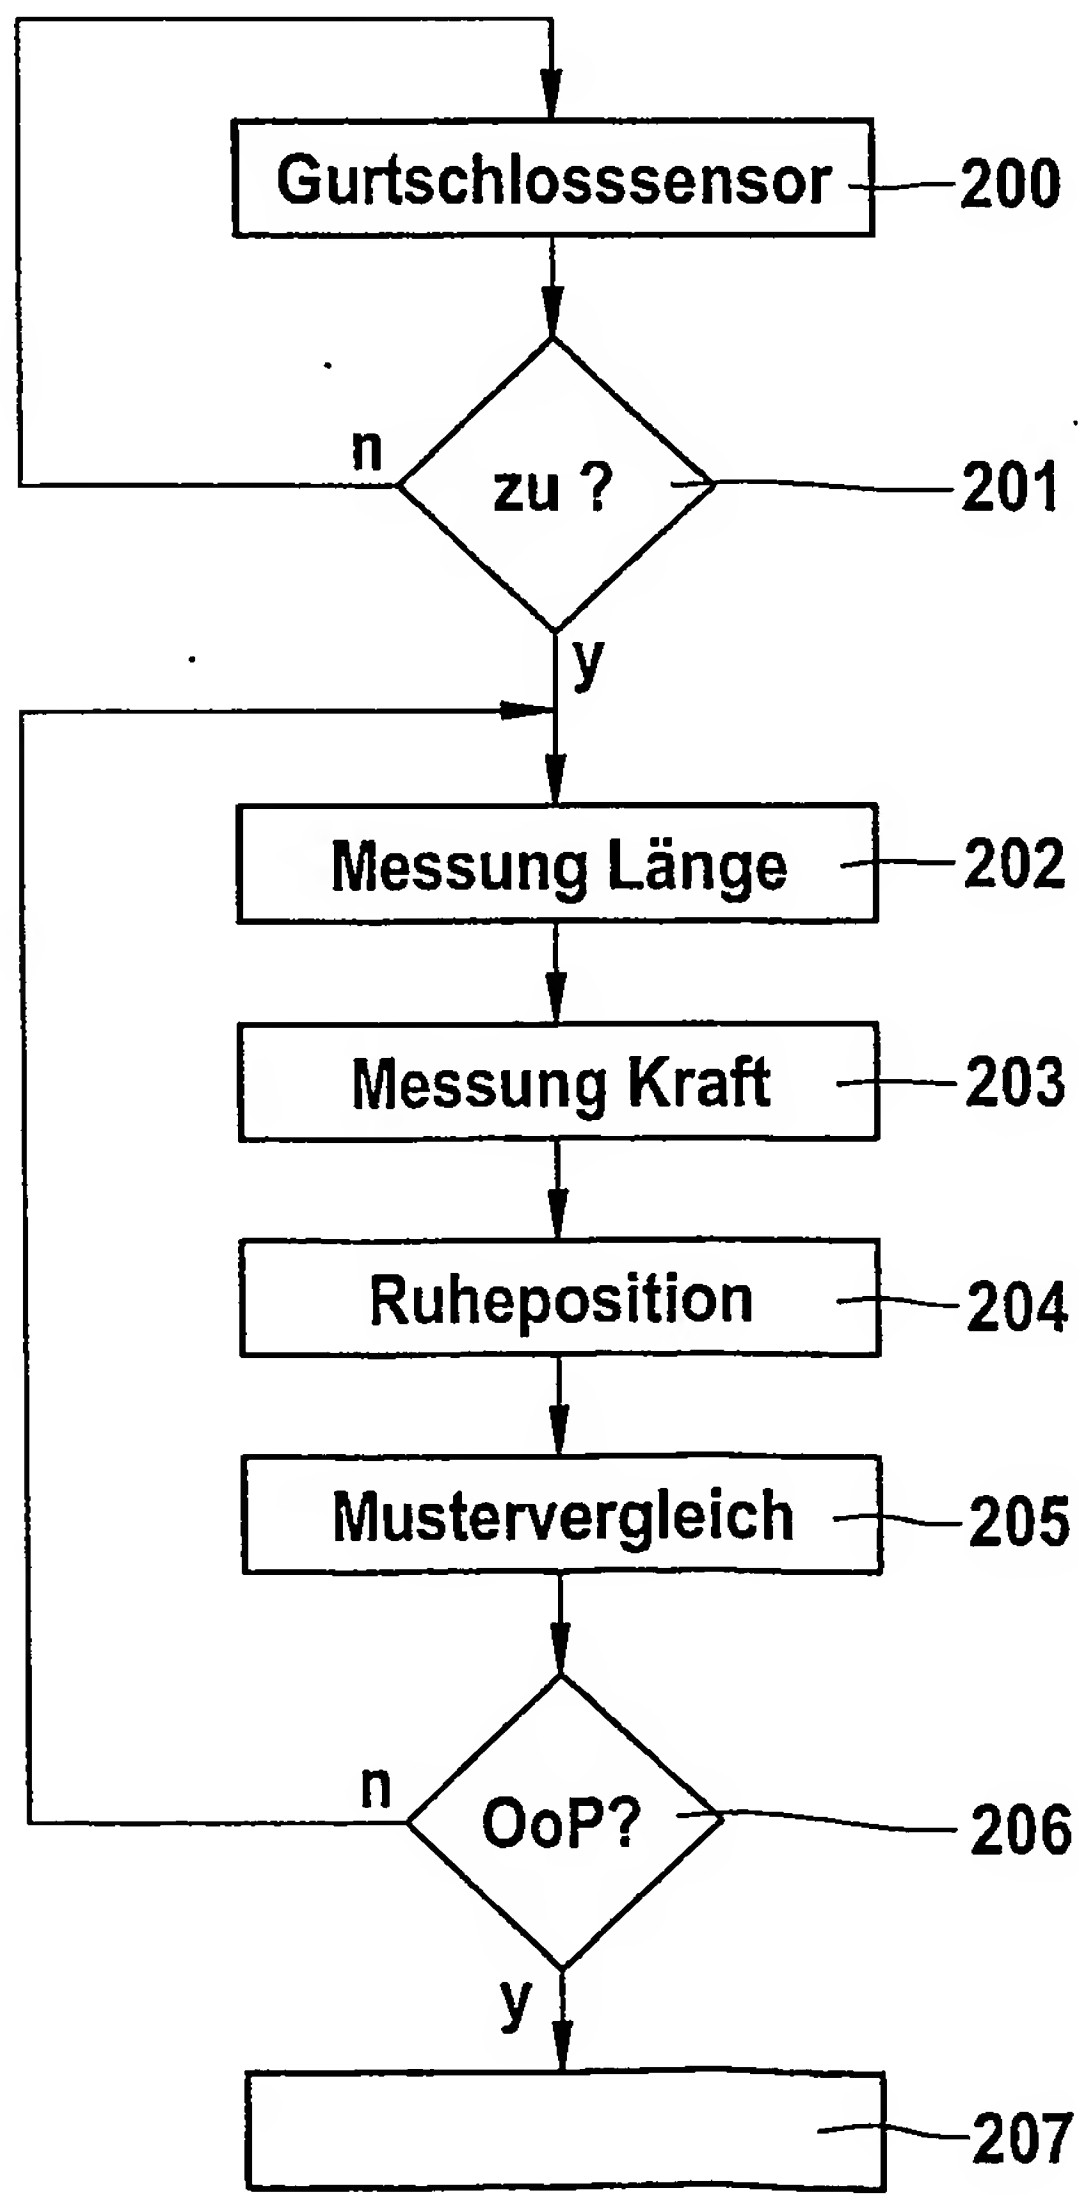 Gurtschlosssensor
200
n
zu ?
201
y
Messung Länge
202
Messung Kraft
203
Ruheposition
204
Mustervergleich
205
n
OoP?
206
y
207